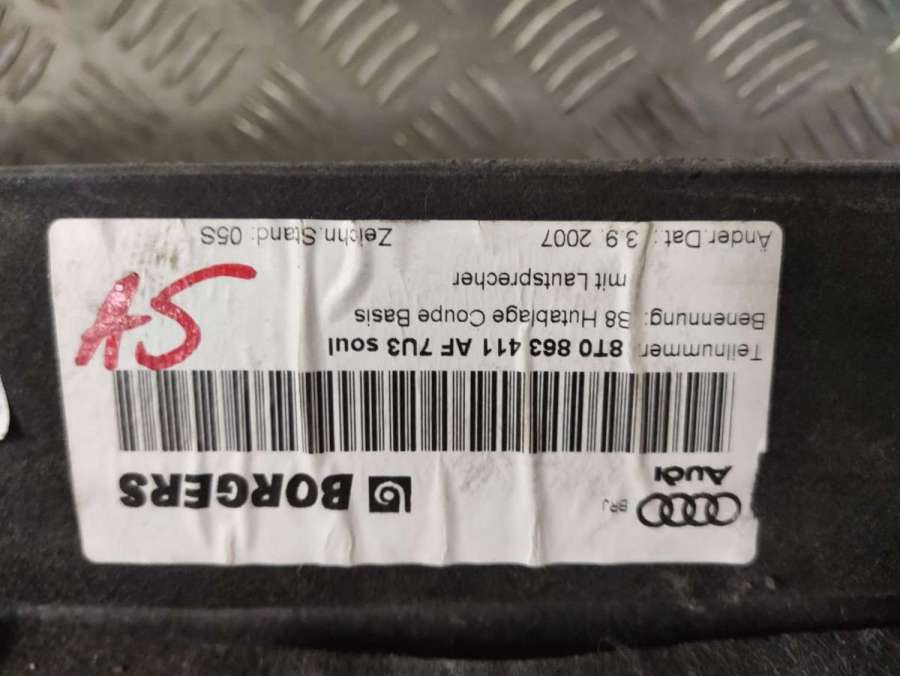 BRJ
Audi
BORGERS
Teilnummer: 8T0 863 411 AF 7U3 soul
Benennung: B8 Hutablage Coupe Basis
mit Lautsprecher
Änder.Dat.: 3.9. 2007 Zeichn.Stand: 05S
A5